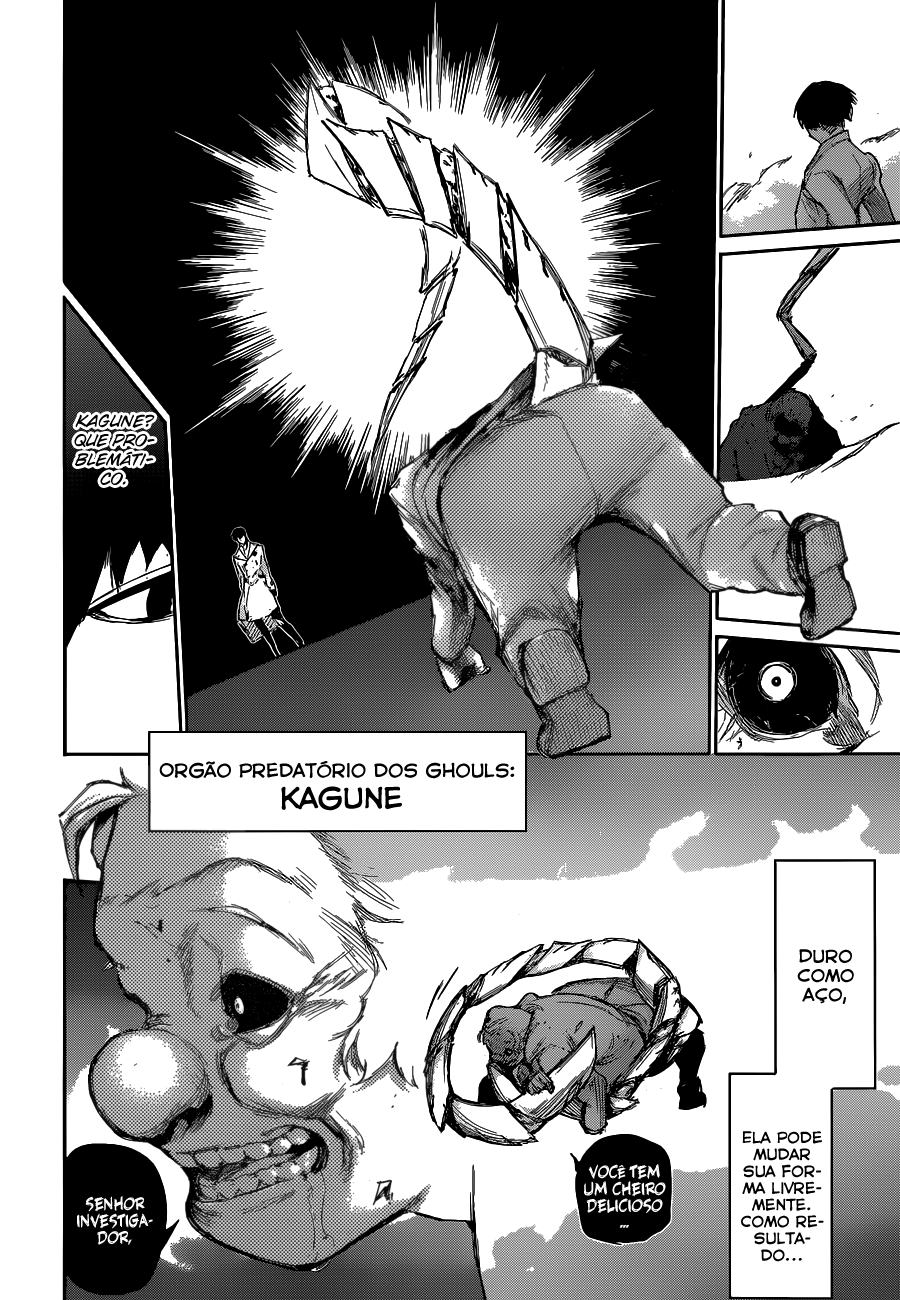 KAGUNE?
QUE PRO-
BLEMÁTI-
CO.
ORGÃO PREDATÓRIO DOS GHOULS:
KAGUNE
DURO
COMO
AÇO,
ELA PODE
MUDAR
SUA FOR-
MA LIVRE-
MENTE.
COMO RE-
SULTA-
DO...
VOCÊ TEM
UM CHEIRO
DELICIOSO
...
SENHOR
INVESTIGA-
DOR,